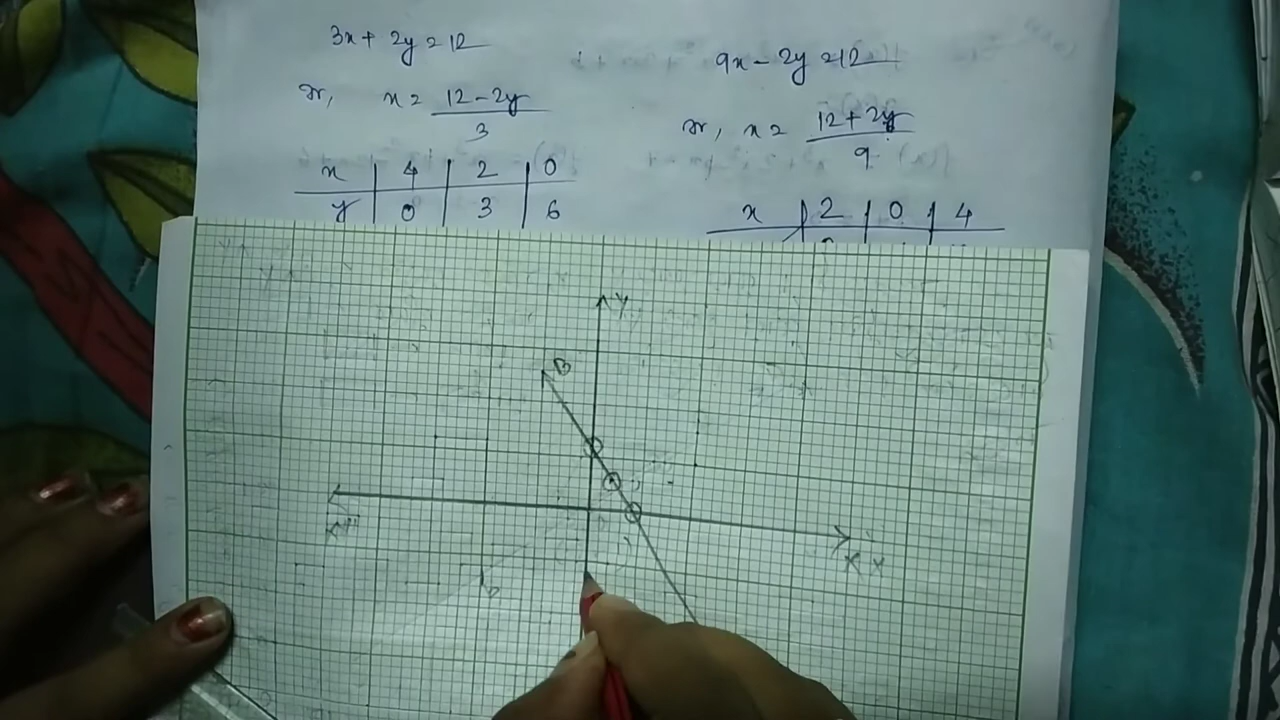 3x + 2y = 12
or, x = 12 - 2y / 3
x | 4 | 2 | 0
y | 0 | 3 | 6
9x - 2y = 12
or, x = 12 + 2y / 9
x | 2 | 0 | 4
Y
B
X